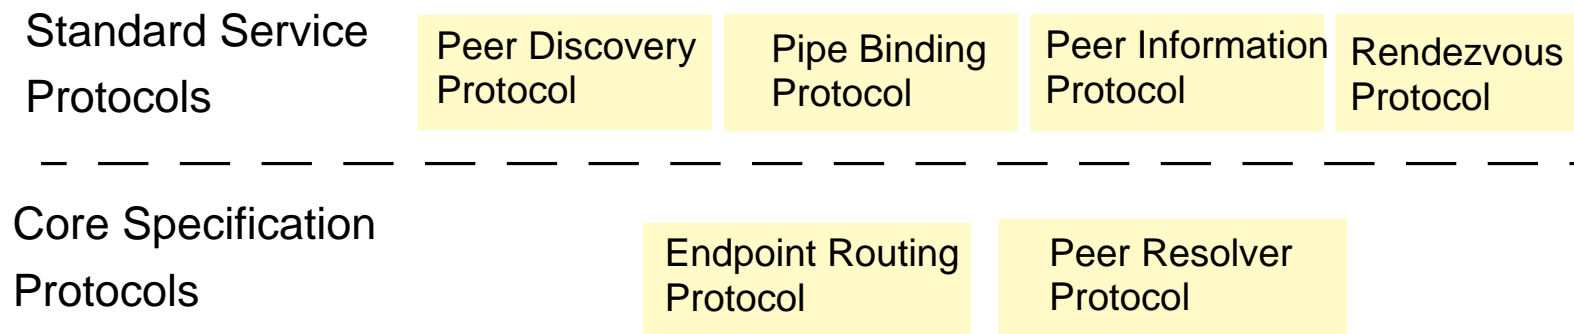 Standard Service
Protocols
Peer Discovery
Protocol
Pipe Binding
Protocol
Peer Information
Protocol
Rendezvous
Protocol
Core Specification
Protocols
Endpoint Routing
Protocol
Peer Resolver
Protocol